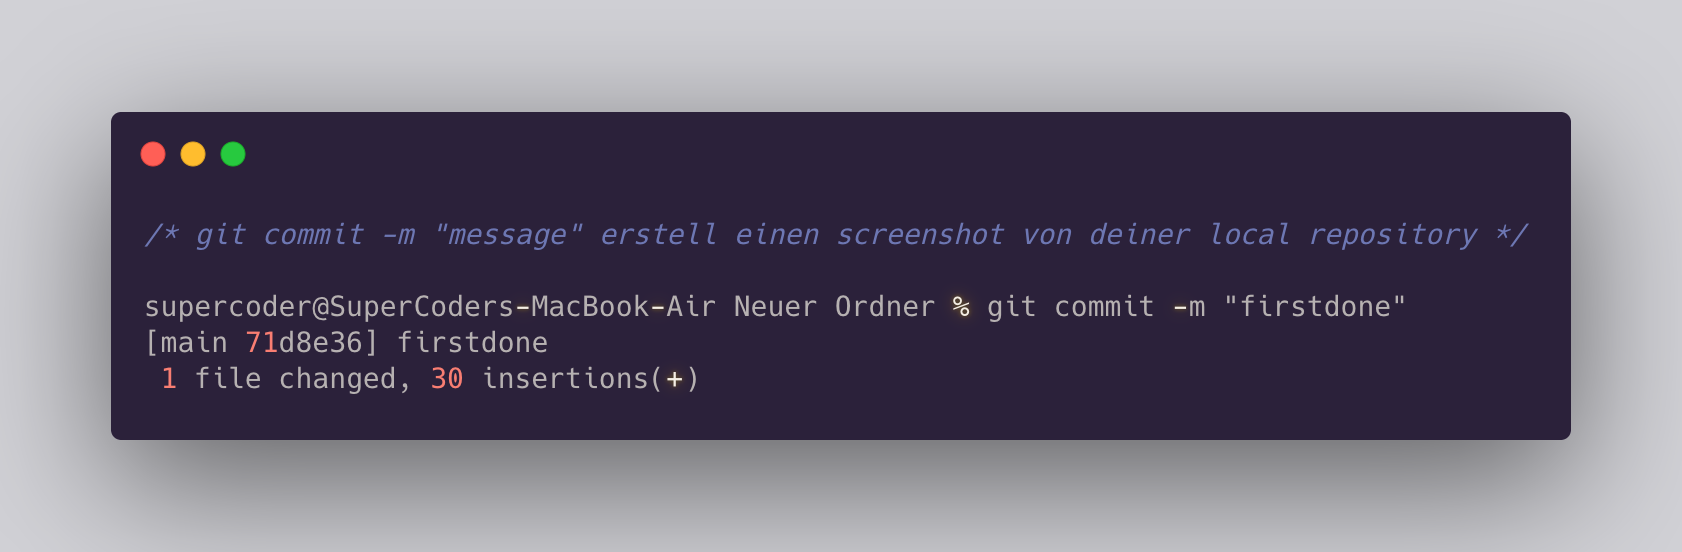 /* git commit -m "message" erstell einen screenshot von deiner local repository */
supercoder@SuperCoders-MacBook-Air Neuer Ordner % git commit -m "firstdone"
[main 71d8e36] firstdone
 1 file changed, 30 insertions(+)